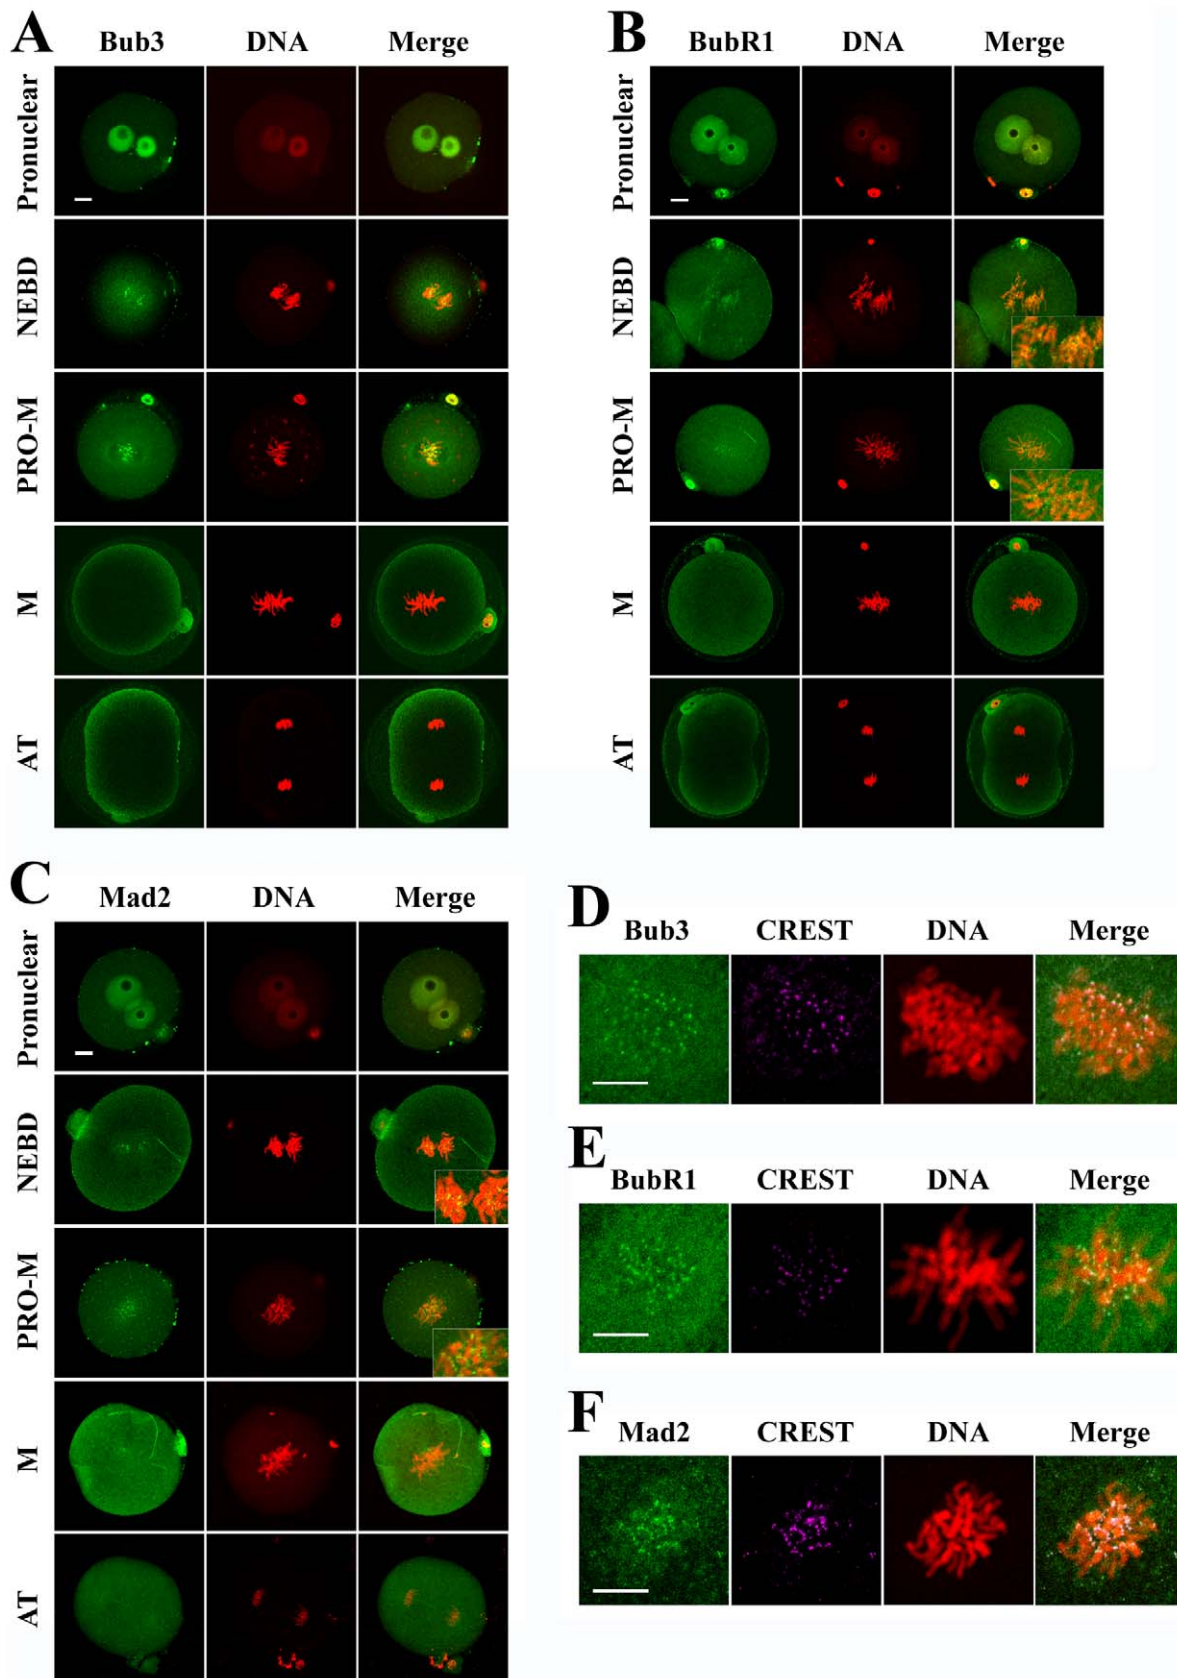 A
Bub3 DNA Merge
Pronuclear
NEBD
PRO-M
M
AT
B
BubR1 DNA Merge
Pronuclear
NEBD
PRO-M
M
AT
C
Mad2 DNA Merge
Pronuclear
NEBD
PRO-M
M
AT
D
Bub3 CREST DNA Merge
E
BubR1 CREST DNA Merge
F
Mad2 CREST DNA Merge